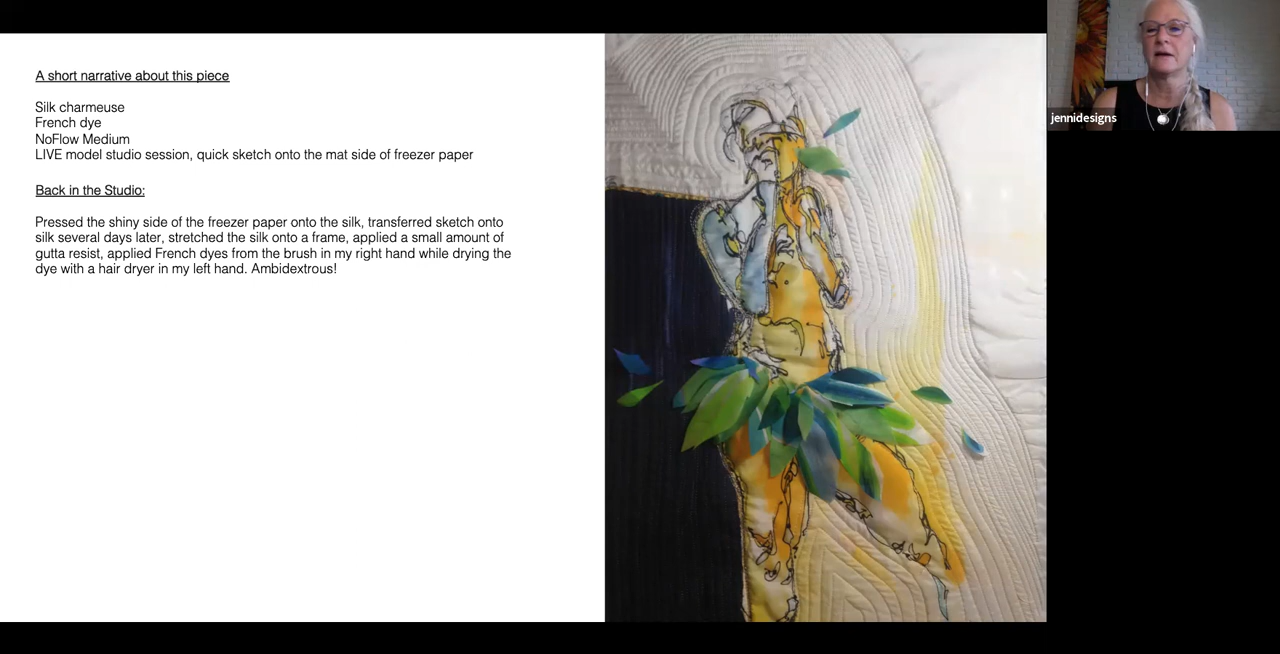 A short narrative about this piece
Silk charmeuse
French dye
NoFlow Medium
LIVE model studio session, quick sketch onto the mat side of freezer paper
Back in the Studio:
Pressed the shiny side of the freezer paper onto the silk, transferred sketch onto
silk several days later, stretched the silk onto a frame, applied a small amount of
gutta resist, applied French dyes from the brush in my right hand while drying the
dye with a hair dryer in my left hand. Ambidextrous!
jennidesigns